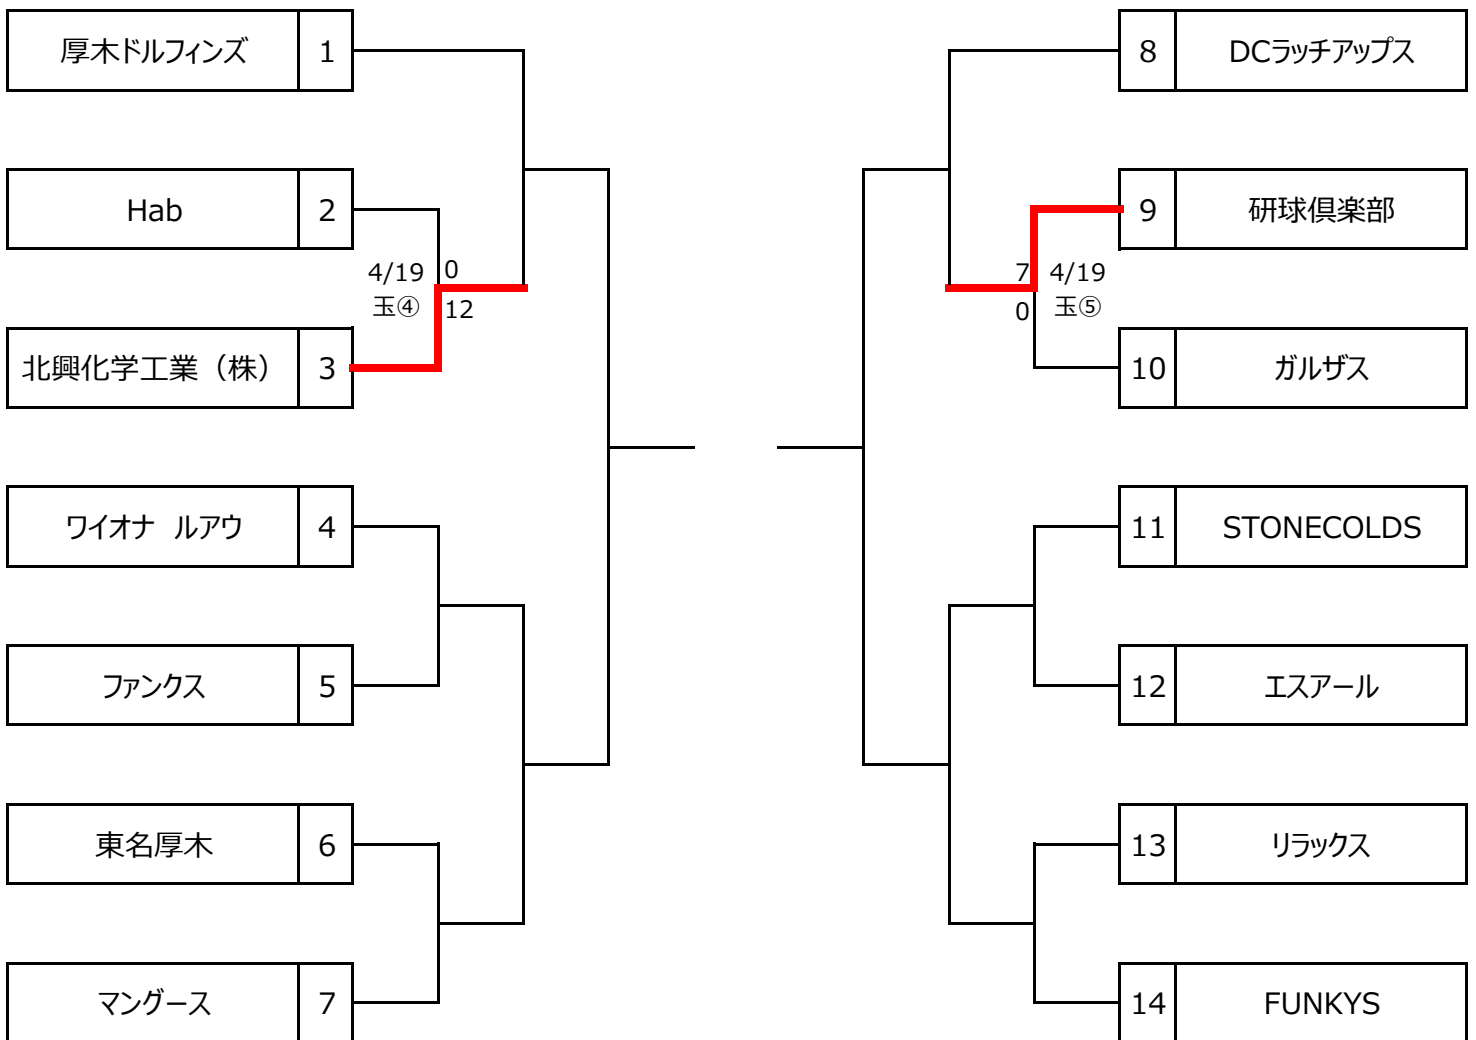 厚木ドルフィンズ 1
Hab 2
4/19 0
玉④ 12
北興化学工業（株） 3
ワイオナ　ルアウ 4
ファンクス 5
東名厚木 6
マングース 7
8 DCラッチアップス
9 研球倶楽部
7 4/19
0 玉⑤
10 ガルザス
11 STONECOLDS
12 エスアール
13 リラックス
14 FUNKYS